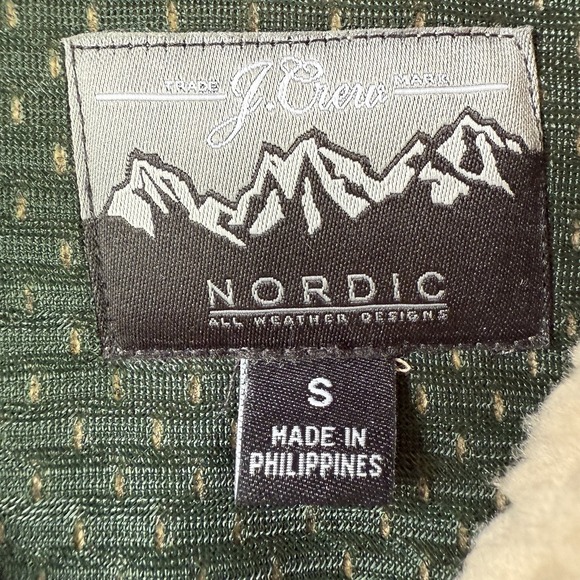 TRADE J.Crew MARK
NORDIC
ALL WEATHER DESIGNS
S
MADE IN
PHILIPPINES